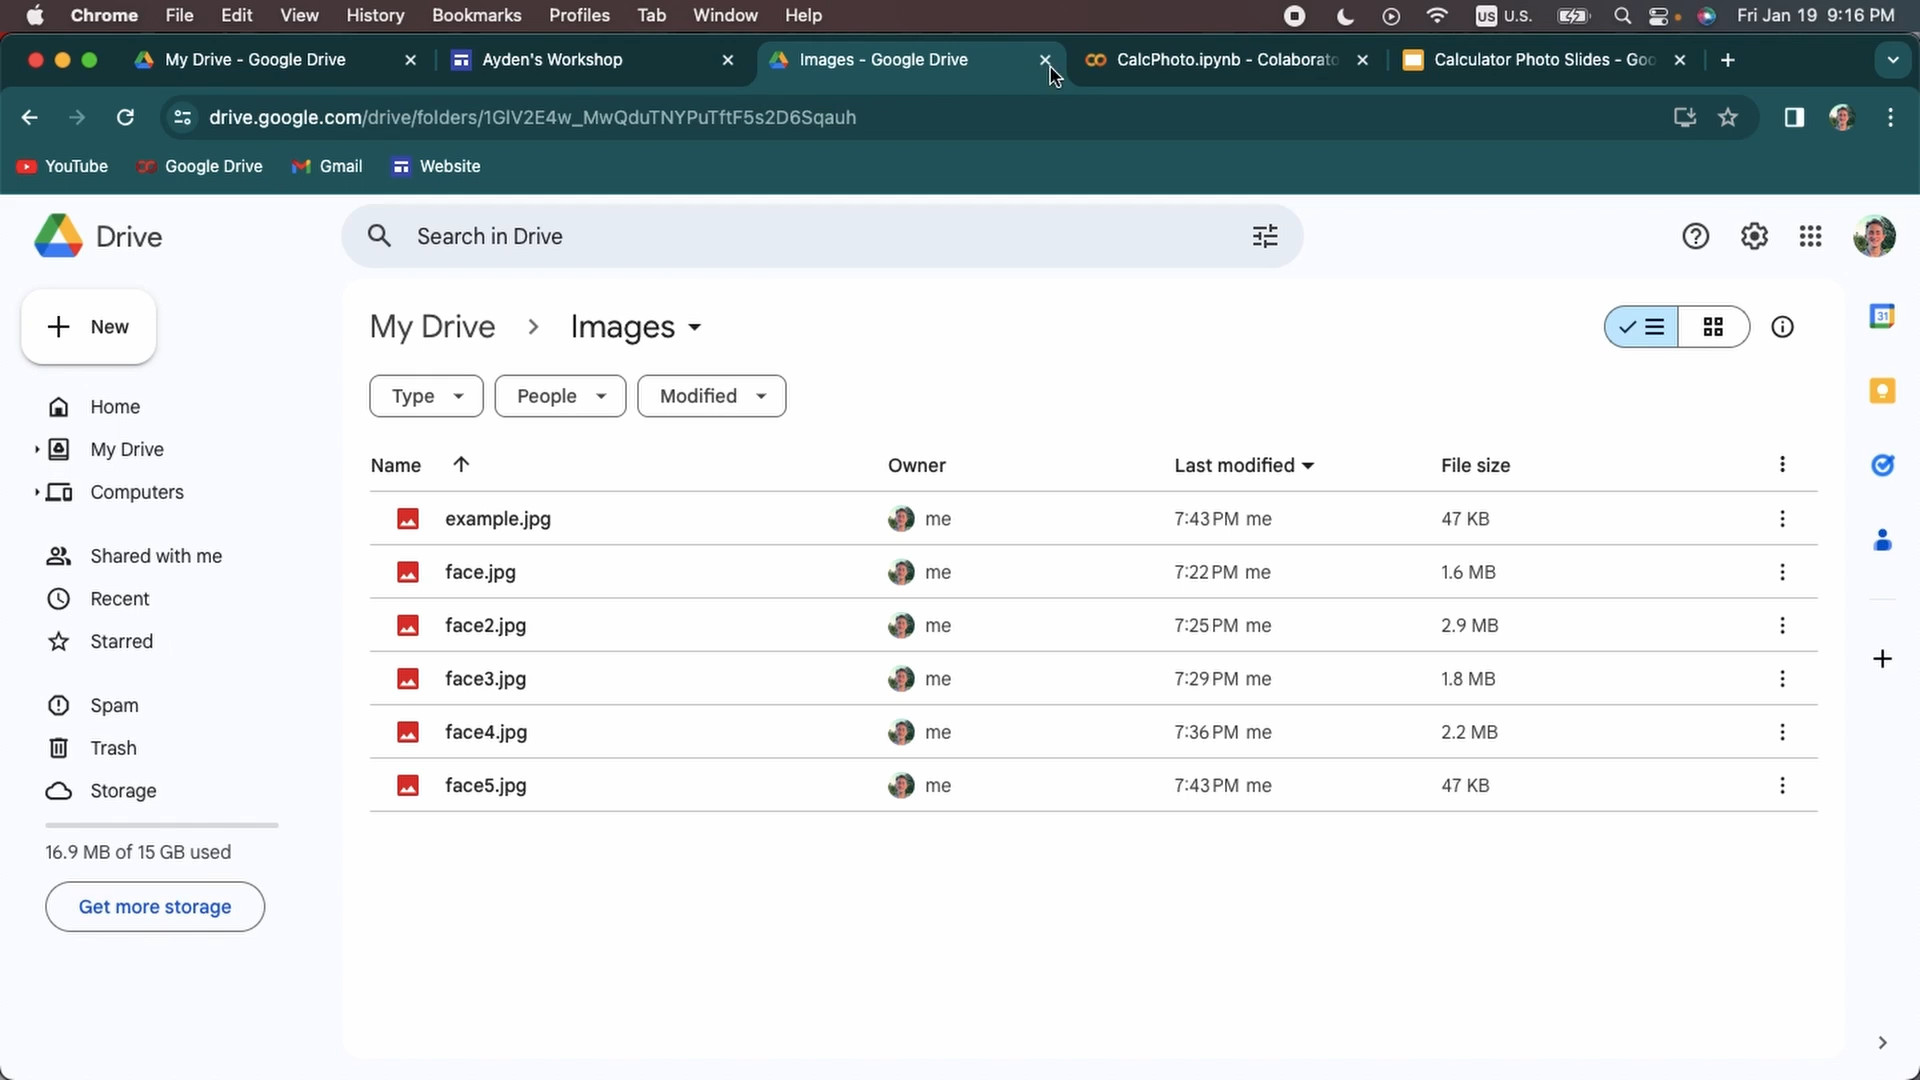 Chrome File Edit View History Bookmarks Profiles Tab Window Help US U.S. Fri Jan 19 9:16 PM
My Drive - Google Drive Ayden's Workshop Images - Google Drive CalcPhoto.ipynb - Colaborato Calculator Photo Slides - Goo
drive.google.com/drive/folders/1GlV2E4w_MwQduTNYPuTftF5s2D6Sqauh
YouTube Google Drive Gmail Website
Drive Search in Drive
New
My Drive Images
31
Type People Modified
Home
My Drive
Computers
Name Owner Last modified File size
example.jpg me 7:43 PM me 47 KB
Shared with me
face.jpg me 7:22 PM me 1.6 MB
Recent
face2.jpg me 7:25 PM me 2.9 MB
Starred
face3.jpg me 7:29 PM me 1.8 MB
Spam
face4.jpg me 7:36 PM me 2.2 MB
Trash
face5.jpg me 7:43 PM me 47 KB
Storage
16.9 MB of 15 GB used
Get more storage